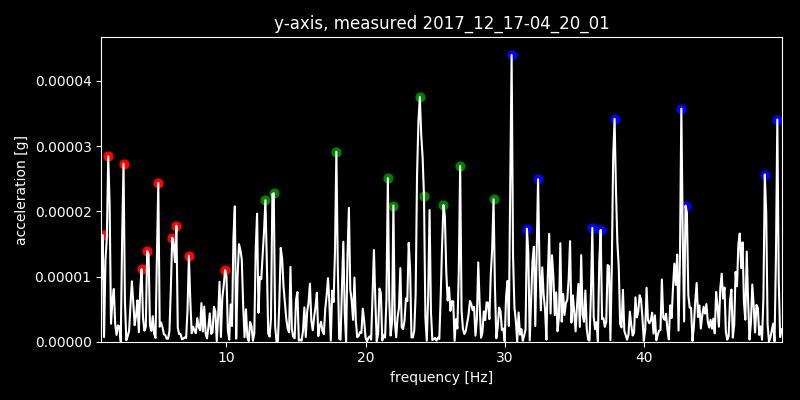 y-axis, measured 2017_12_17-04_20_01
acceleration [g]
0.00004
0.00003
0.00002
0.00001
0.00000
10 20 30 40
frequency [Hz]